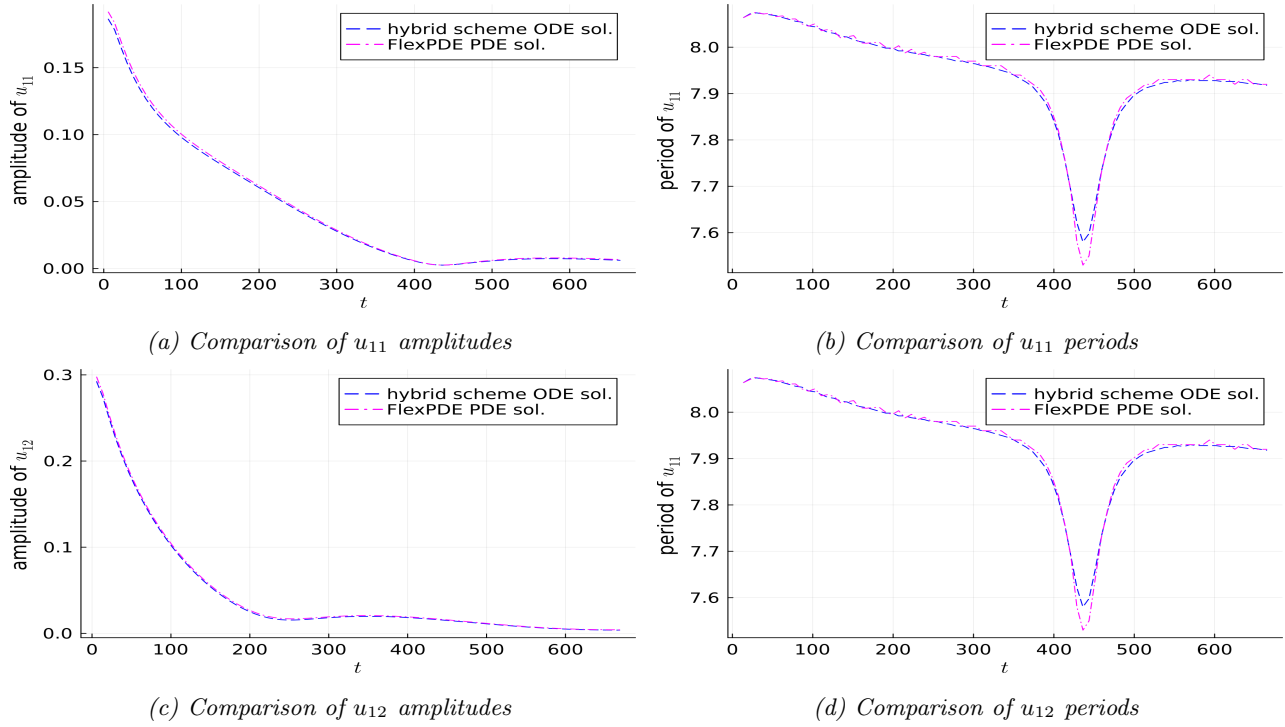 hybrid scheme ODE sol.
FlexPDE PDE sol.
amplitude of u11
0.15
0.10
0.05
0.00
0 100 200 300 400 500 600
t
(a) Comparison of u11 amplitudes
hybrid scheme ODE sol.
FlexPDE PDE sol.
period of u11
8.0
7.9
7.8
7.7
7.6
0 100 200 300 400 500 600
t
(b) Comparison of u11 periods
hybrid scheme ODE sol.
FlexPDE PDE sol.
amplitude of u12
0.3
0.2
0.1
0.0
0 100 200 300 400 500 600
t
(c) Comparison of u12 amplitudes
hybrid scheme ODE sol.
FlexPDE PDE sol.
period of u11
8.0
7.9
7.8
7.7
7.6
0 100 200 300 400 500 600
t
(d) Comparison of u12 periods